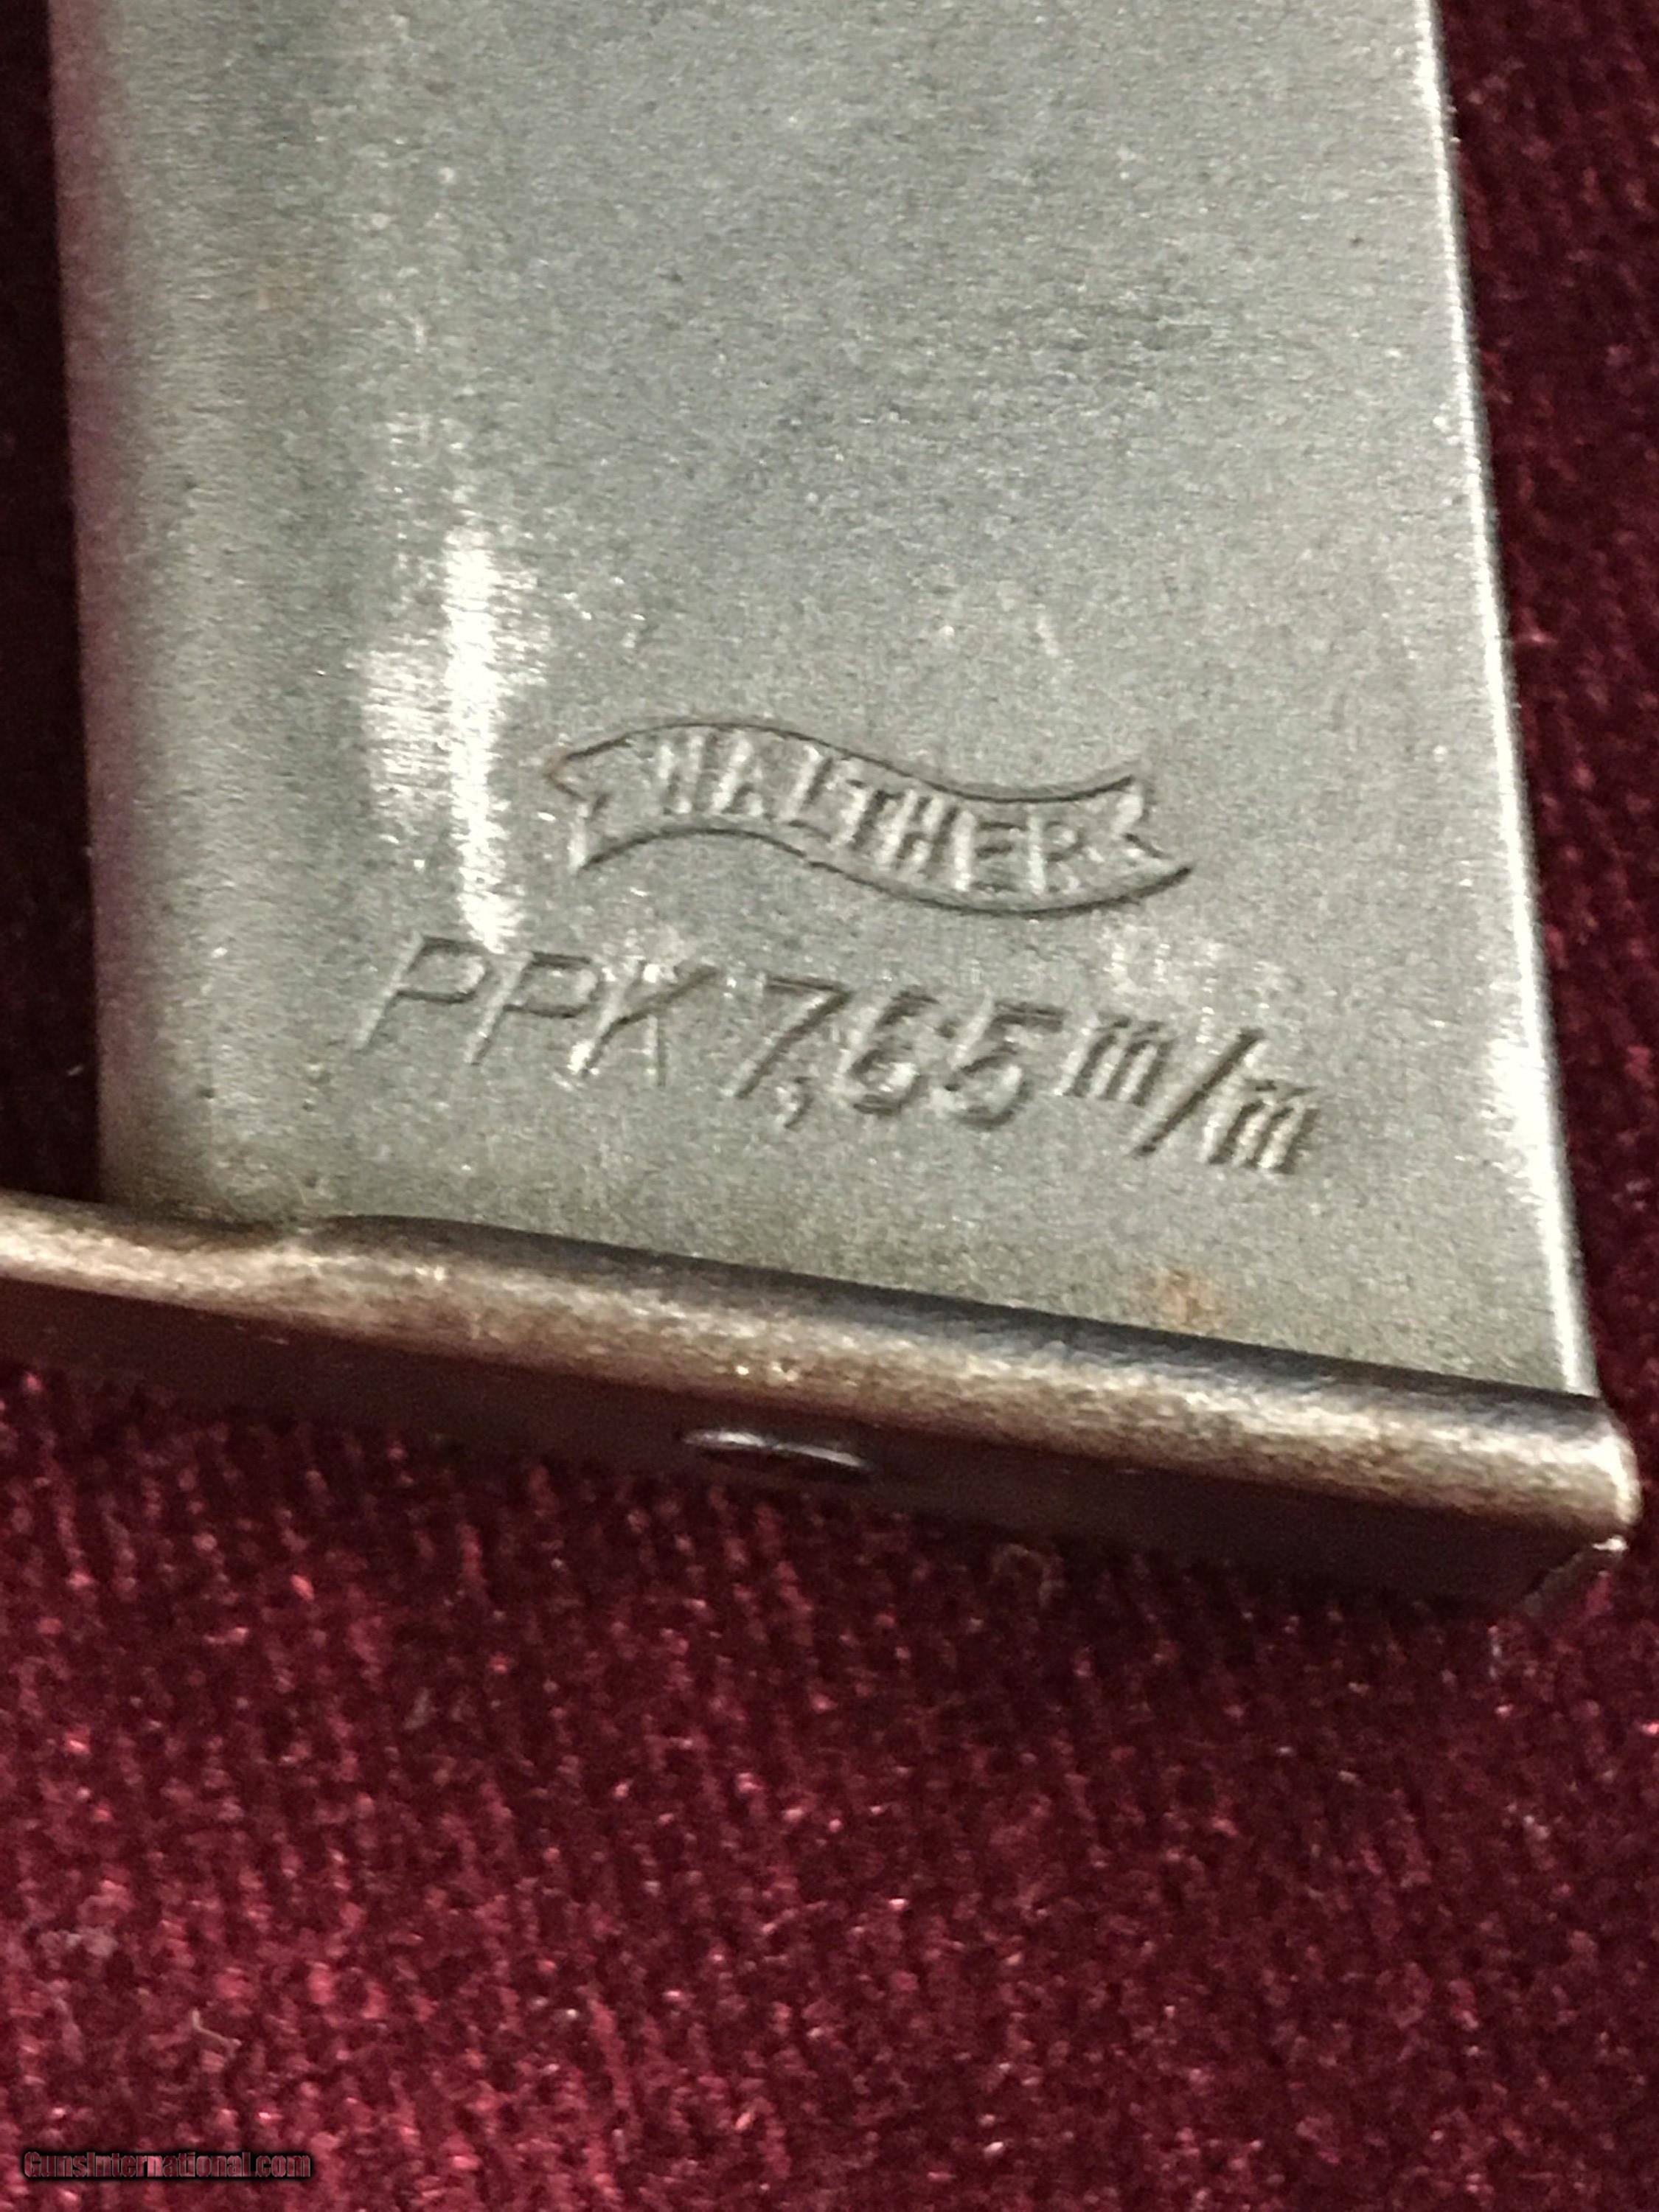 WALTHER
PPK 7,65 m/m
GunsInternational.com